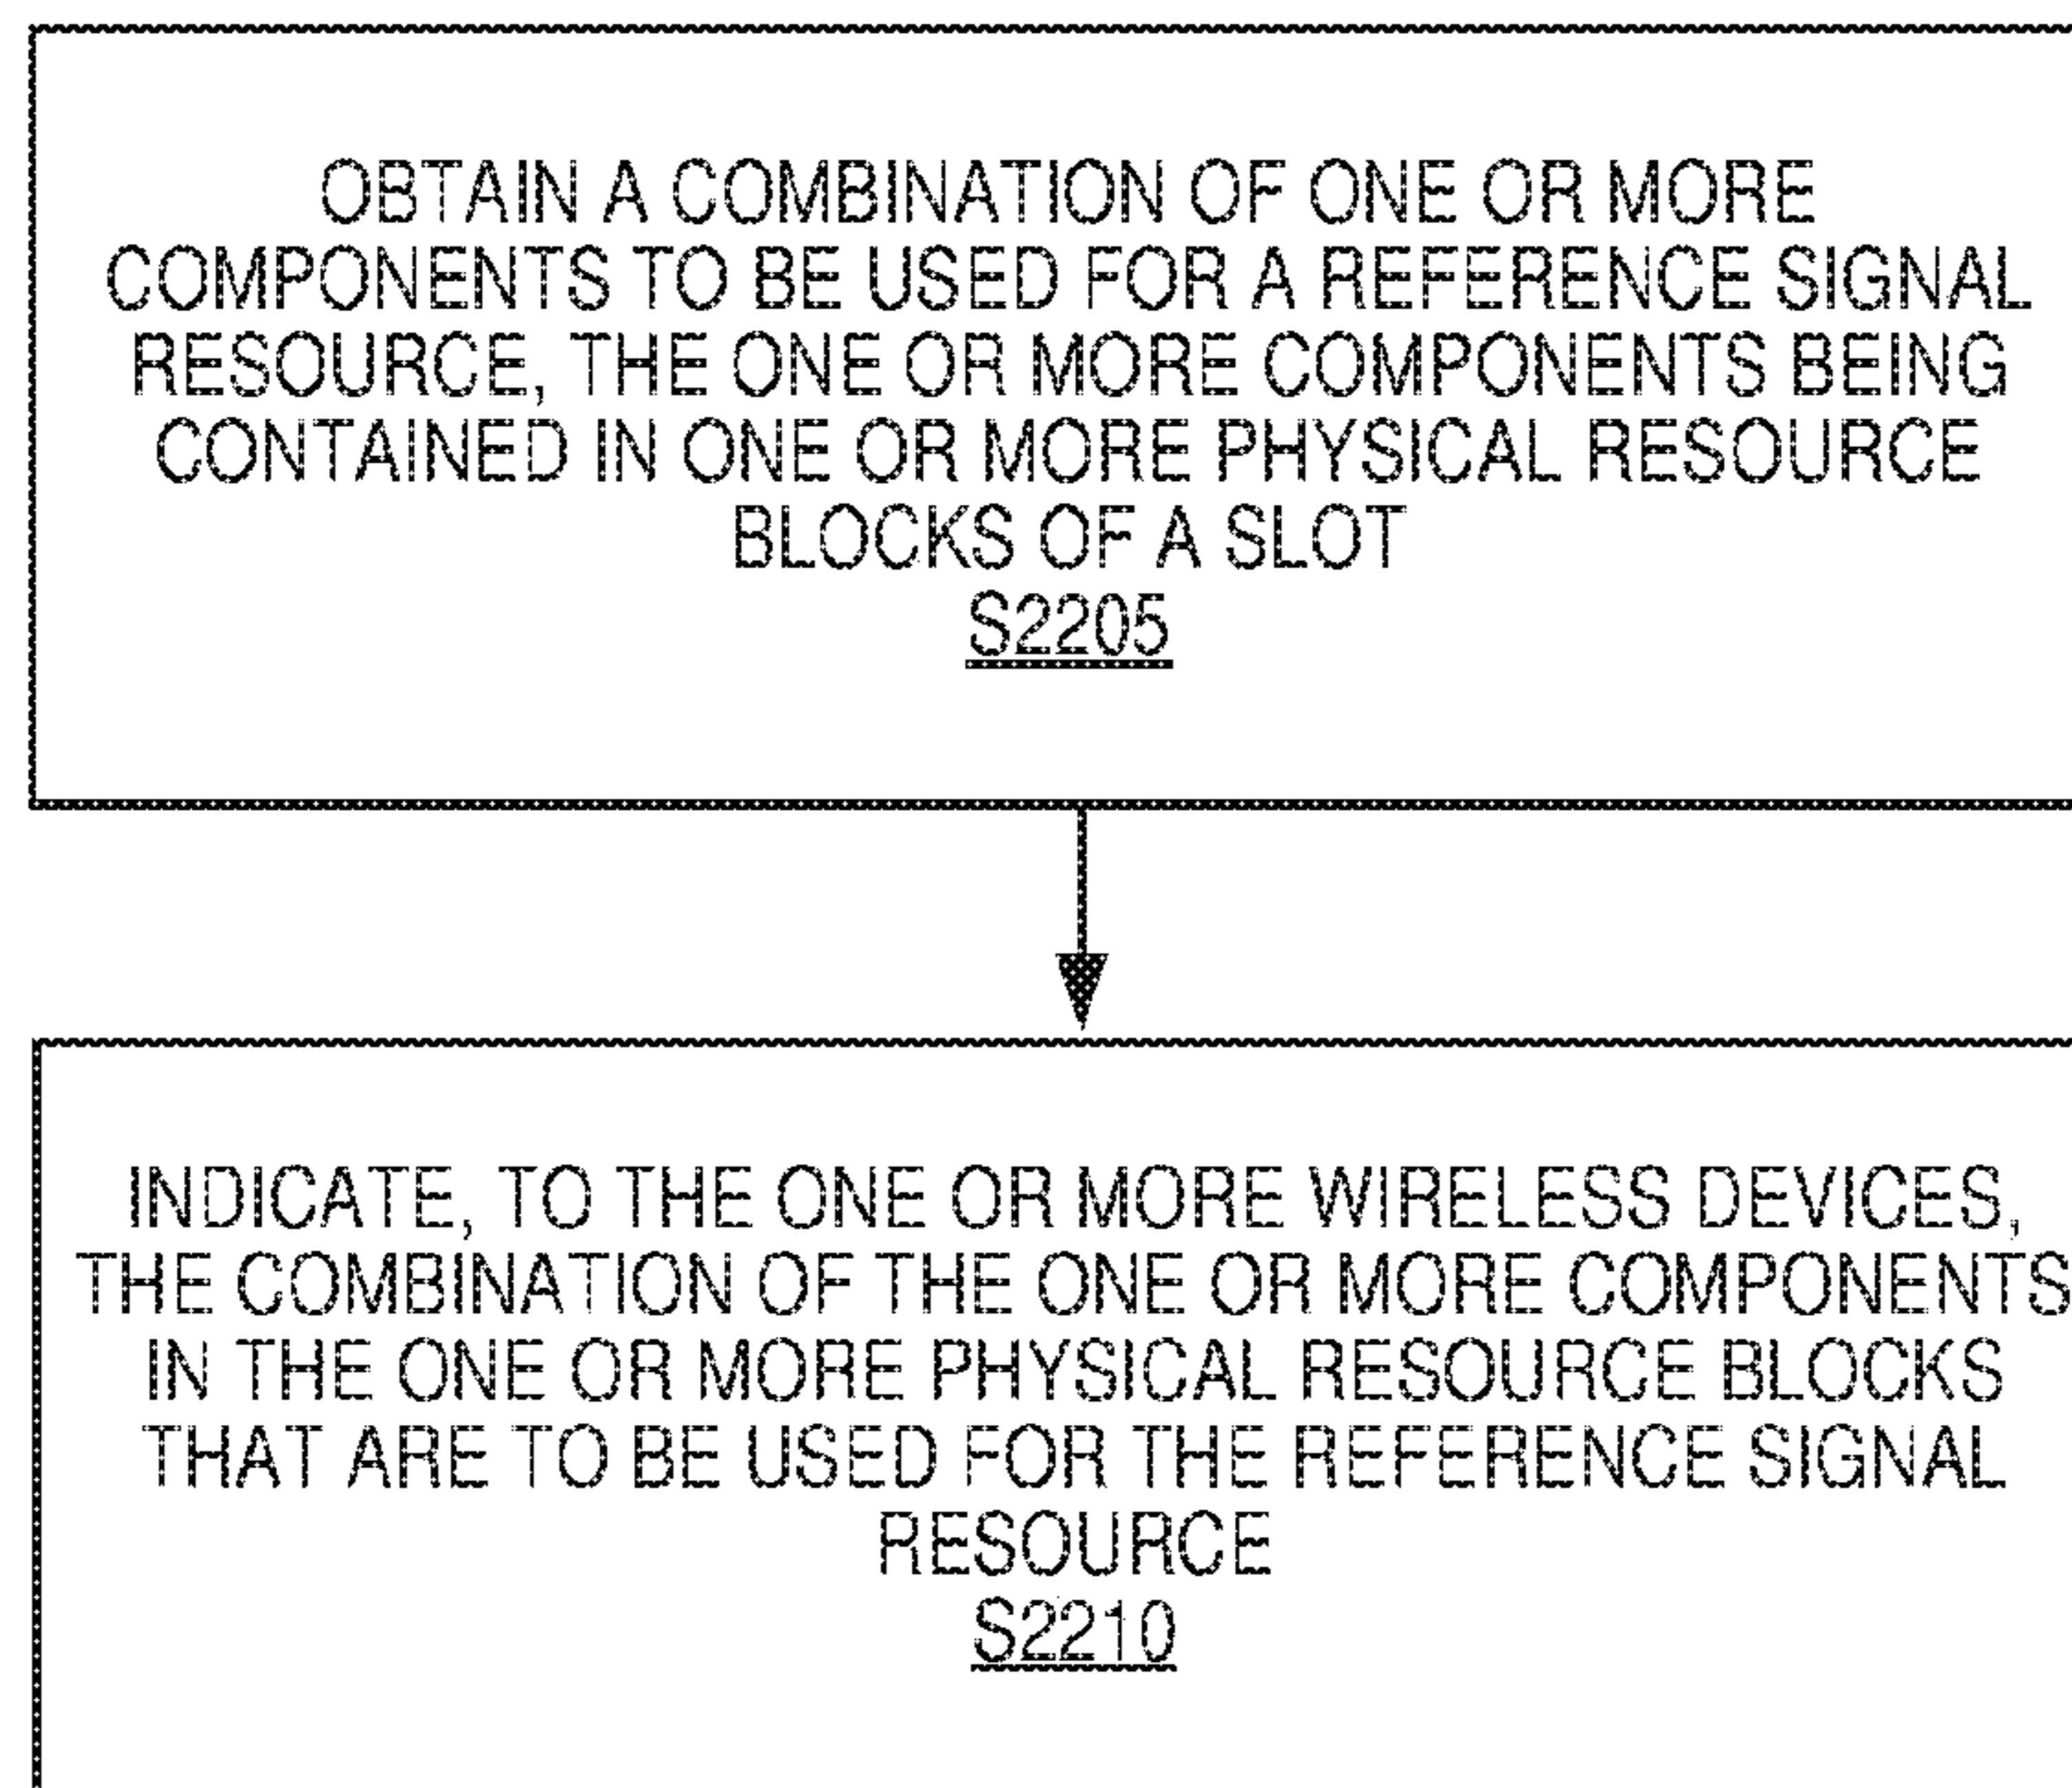 OBTAIN A COMBINATION OF ONE OR MORE
COMPONENTS TO BE USED FOR A REFERENCE SIGNAL
RESOURCE, THE ONE OR MORE COMPONENTS BEING
CONTAINED IN ONE OR MORE PHYSICAL RESOURCE
BLOCKS OF A SLOT
S2205
INDICATE, TO THE ONE OR MORE WIRELESS DEVICES,
THE COMBINATION OF THE ONE OR MORE COMPONENTS
IN THE ONE OR MORE PHYSICAL RESOURCE BLOCKS
THAT ARE TO BE USED FOR THE REFERENCE SIGNAL
RESOURCE
S2210